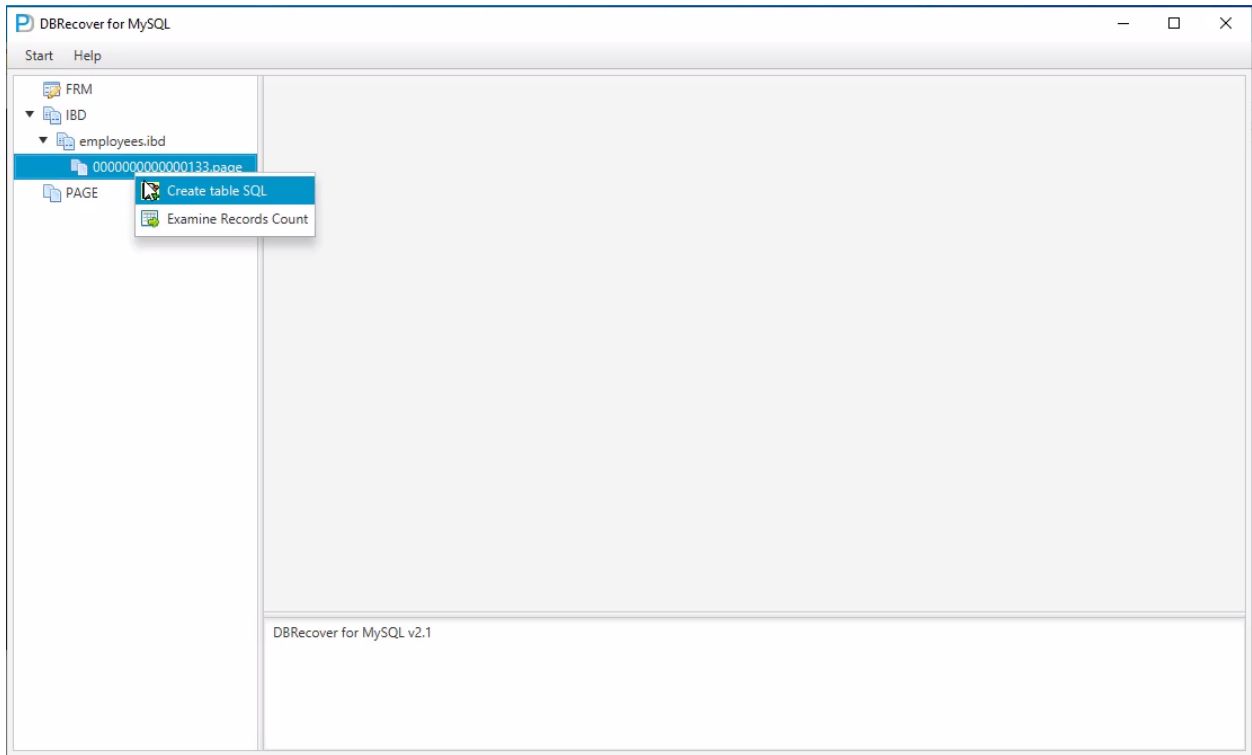 DBRecover for MySQL
Start Help
FRM
IBD
employees.ibd
0000000000000133.page
PAGE
Create table SQL
Examine Records Count
DBRecover for MySQL v2.1